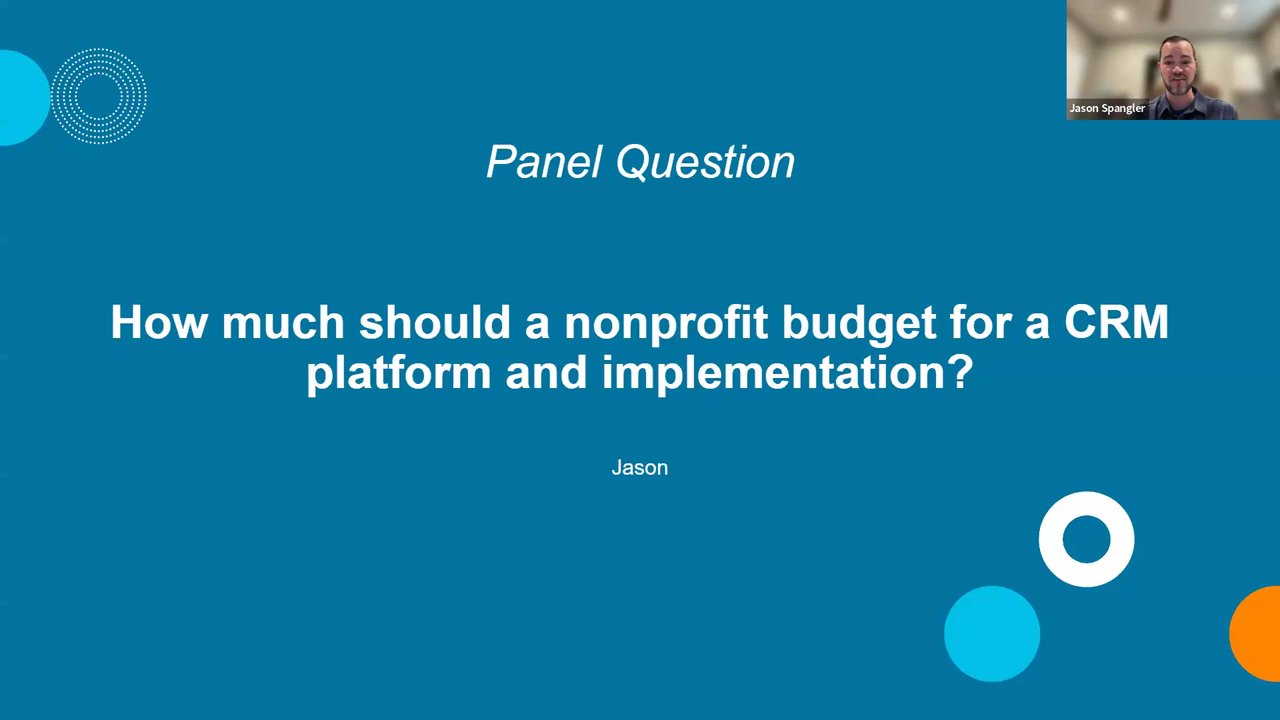 Jason Spangler
Panel Question
How much should a nonprofit budget for a CRM
platform and implementation?
Jason